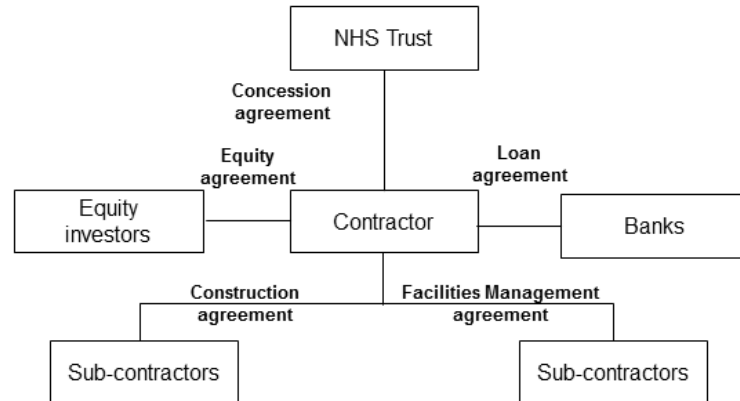 NHS Trust
Concession
agreement
Equity
agreement
Loan
agreement
Equity
investors
Contractor
Banks
Construction
agreement
Facilities Management
agreement
Sub-contractors
Sub-contractors